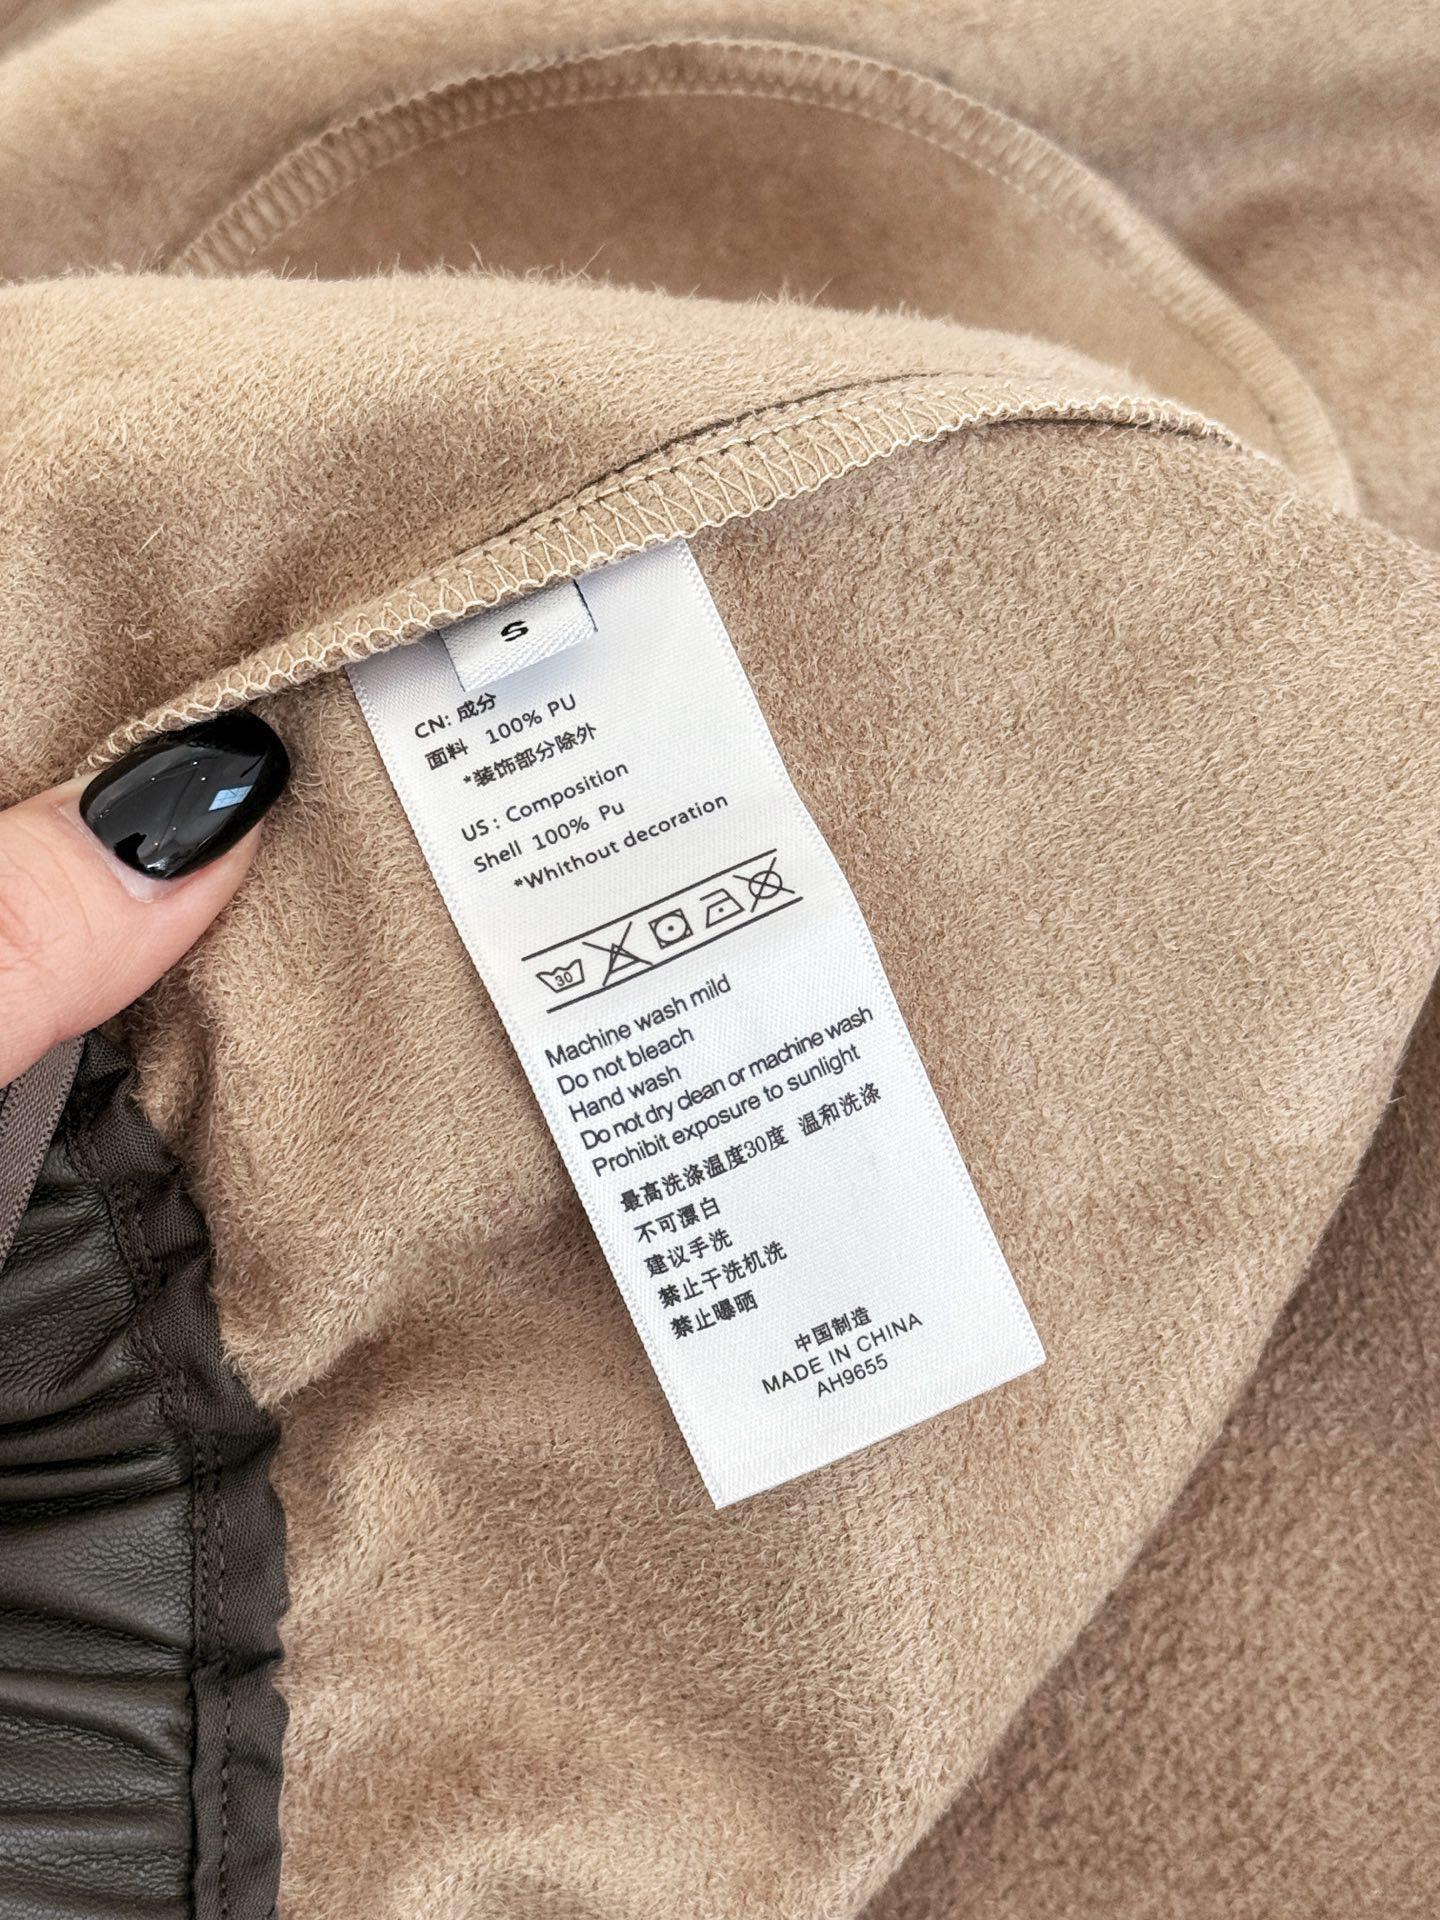 S
CN: 成分
面料 100% PU
*装饰部分除外
US : Composition
Shell 100% Pu
*Whithout decoration
30
Machine wash mild
Do not bleach
Hand wash
Do not dry clean or machine wash
Prohibit exposure to sunlight
最高洗涤温度30度 温和洗涤
不可漂白
建议手洗
禁止干洗机洗
禁止曝晒
中国制造
MADE IN CHINA
AH9655